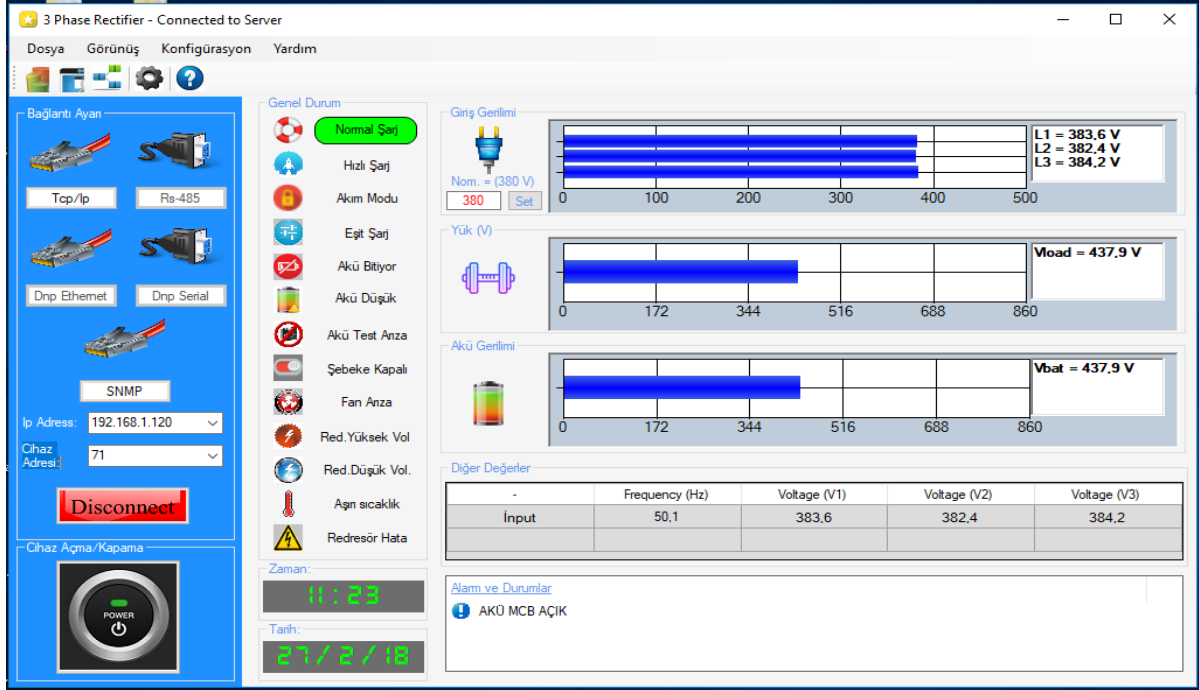 3 Phase Rectifier - Connected to Server
Dosya Görünüş Konfigürasyon Yardım
Bağlantı Ayarı
Tcp/Ip Rs-485
Dnp Ethernet Dnp Serial
SNMP
Ip Adress: 192.168.1.120
Cihaz
Adresi: 71
Disconnect
Cihaz Açma/Kapama
POWER
Genel Durum
Normal Şarj
Hızlı Şarj
Akım Modu
Eşit Şarj
Akü Bitiyor
Akü Düşük
Akü Test Arıza
Şebeke Kapalı
Fan Arıza
Red.Yüksek Vol
Red.Düşük Vol.
Aşırı sıcaklık
Redresör Hata
Zaman:
11:23
Tarih:
27/2/18
Giriş Gerilimi
Nom. = (380 V)
380 Set
0 100 200 300 400 500
L1 = 383,6 V
L2 = 382,4 V
L3 = 384,2 V
Yük (V)
0 172 344 516 688 860
Vload = 437,9 V
Akü Gerilimi
0 172 344 516 688 860
Vbat = 437,9 V
Diğer Değerler
- Frequency (Hz) Voltage (V1) Voltage (V2) Voltage (V3)
İnput 50,1 383,6 382,4 384,2
Alarm ve Durumlar
AKÜ MCB AÇIK